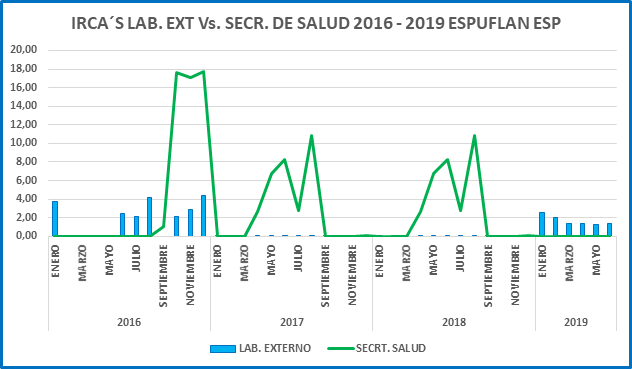 IRCA´S LAB. EXT Vs. SECR. DE SALUD 2016 - 2019 ESPUFLAN ESP
20,00
18,00
16,00
14,00
12,00
10,00
8,00
6,00
4,00
2,00
0,00
ENERO MARZO MAYO JULIO SEPTIEMBRE NOVIEMBRE ENERO MARZO MAYO JULIO SEPTIEMBRE NOVIEMBRE ENERO MARZO MAYO JULIO SEPTIEMBRE NOVIEMBRE ENERO MARZO MAYO
2016 2017 2018 2019
LAB. EXTERNO SECRT. SALUD